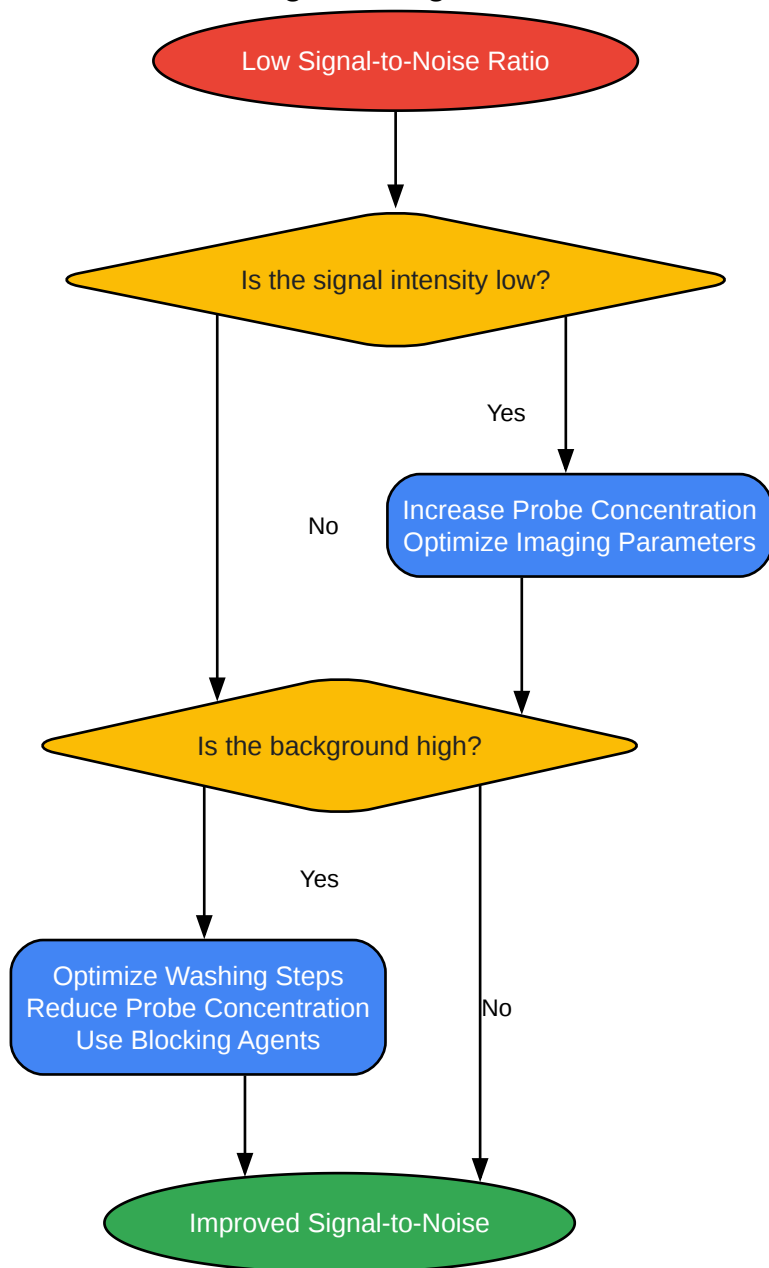 Low Signal-to-Noise Ratio
Is the signal intensity low?
Yes
No
Increase Probe Concentration
Optimize Imaging Parameters
Is the background high?
Yes
Optimize Washing Steps
Reduce Probe Concentration
Use Blocking Agents
No
Improved Signal-to-Noise